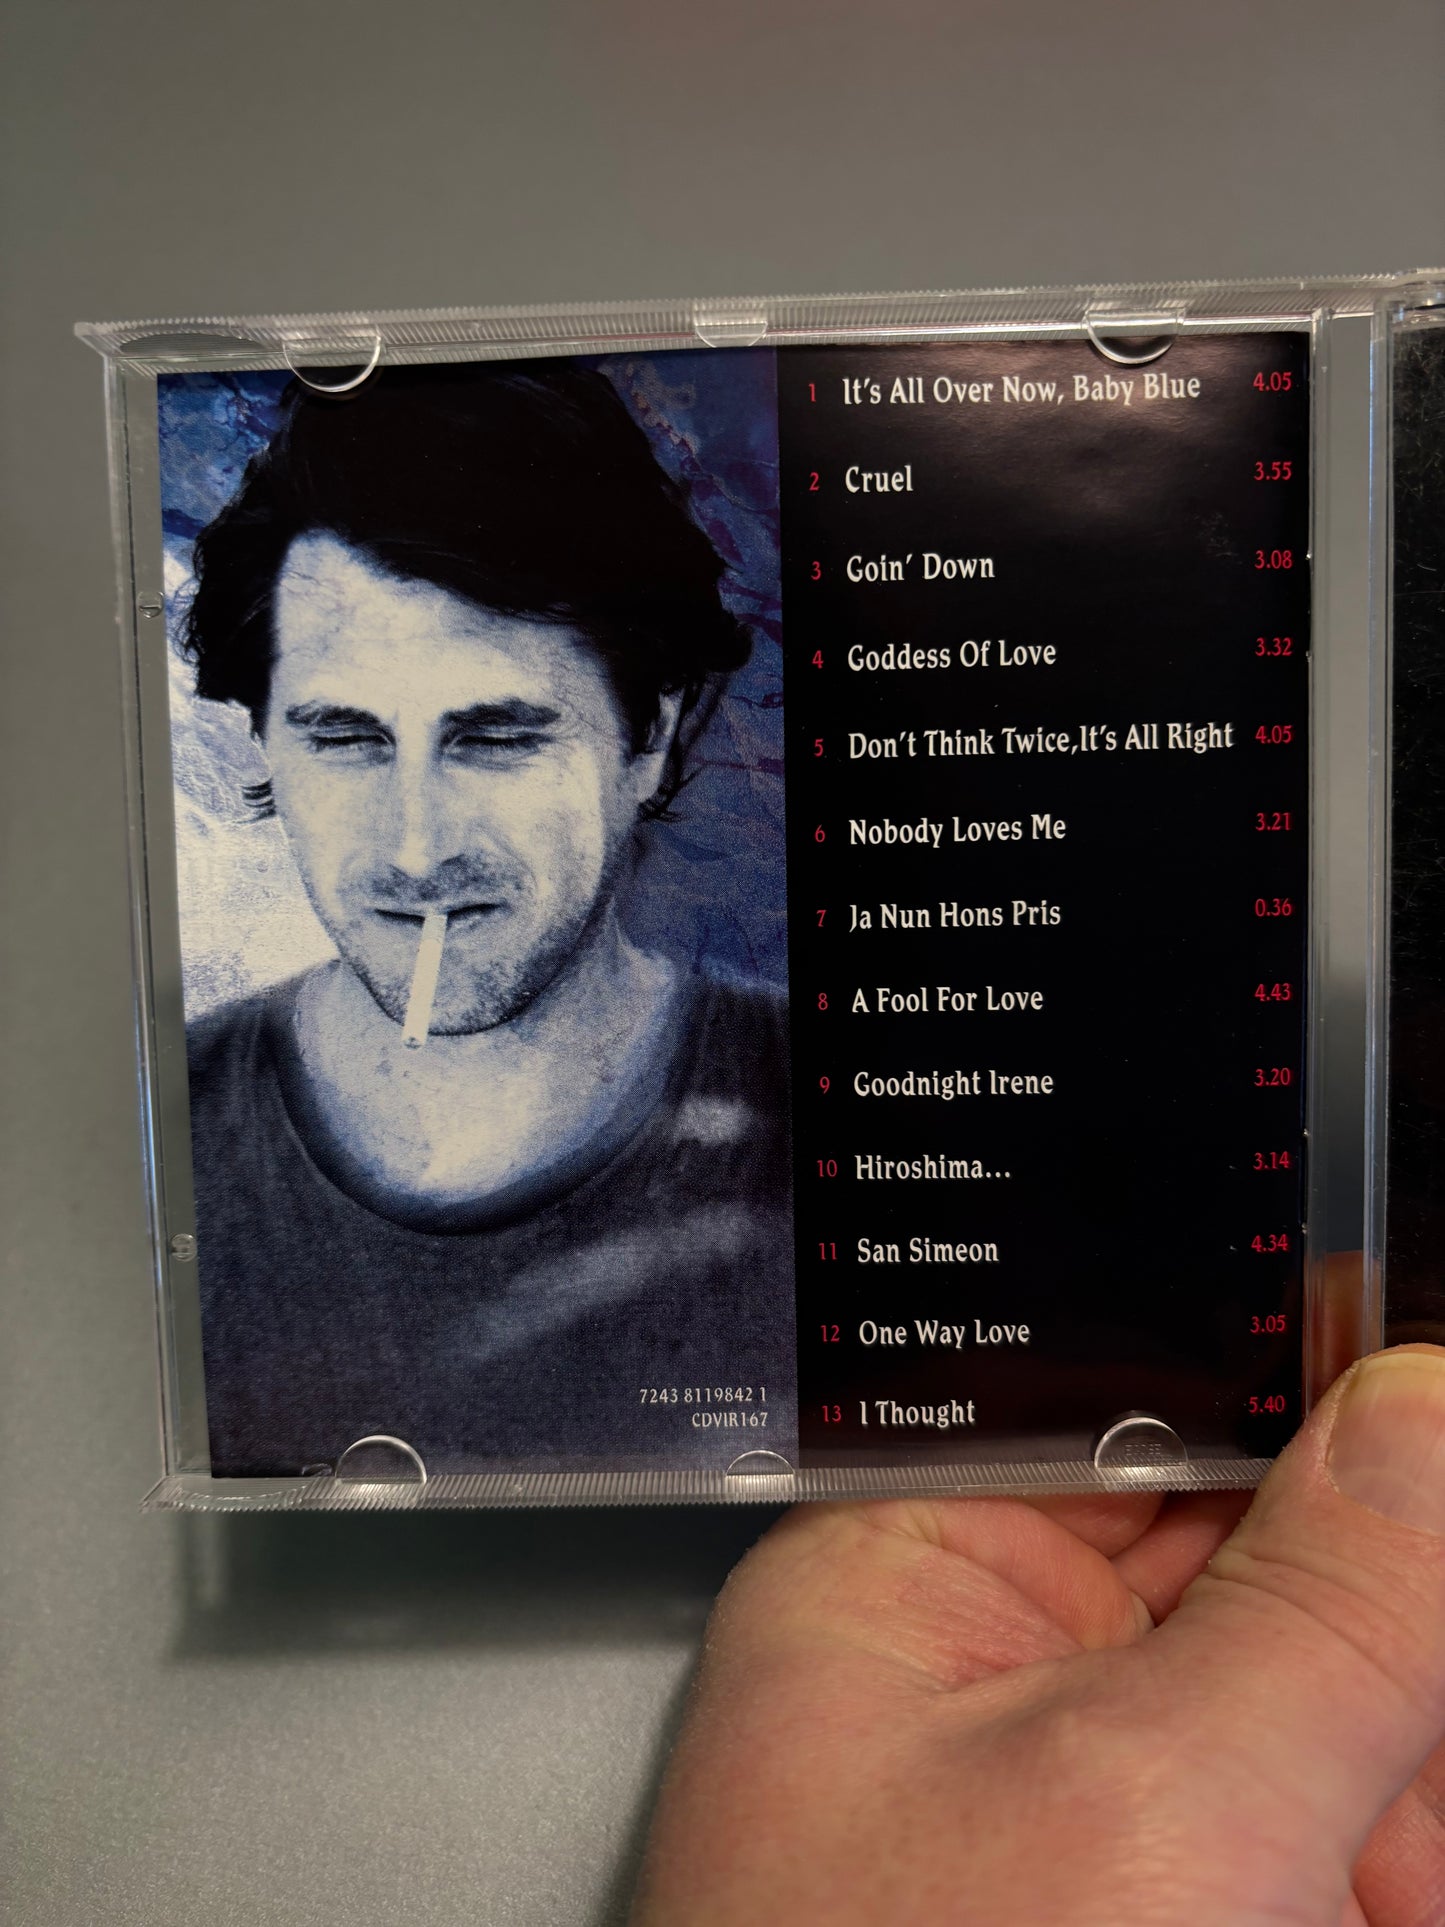 1 It's All Over Now, Baby Blue 4.05
2 Cruel 3.55
3 Goin' Down 3.08
4 Goddess Of Love 3.32
5 Don't Think Twice,It's All Right 4.05
6 Nobody Loves Me 3.21
7 Ja Nun Hons Pris 0.36
8 A Fool For Love 4.43
9 Goodnight Irene 3.20
10 Hiroshima... 3.14
11 San Simeon 4.34
12 One Way Love 3.05
13 I Thought 5.40
7243 8119842 1
CDVIR167